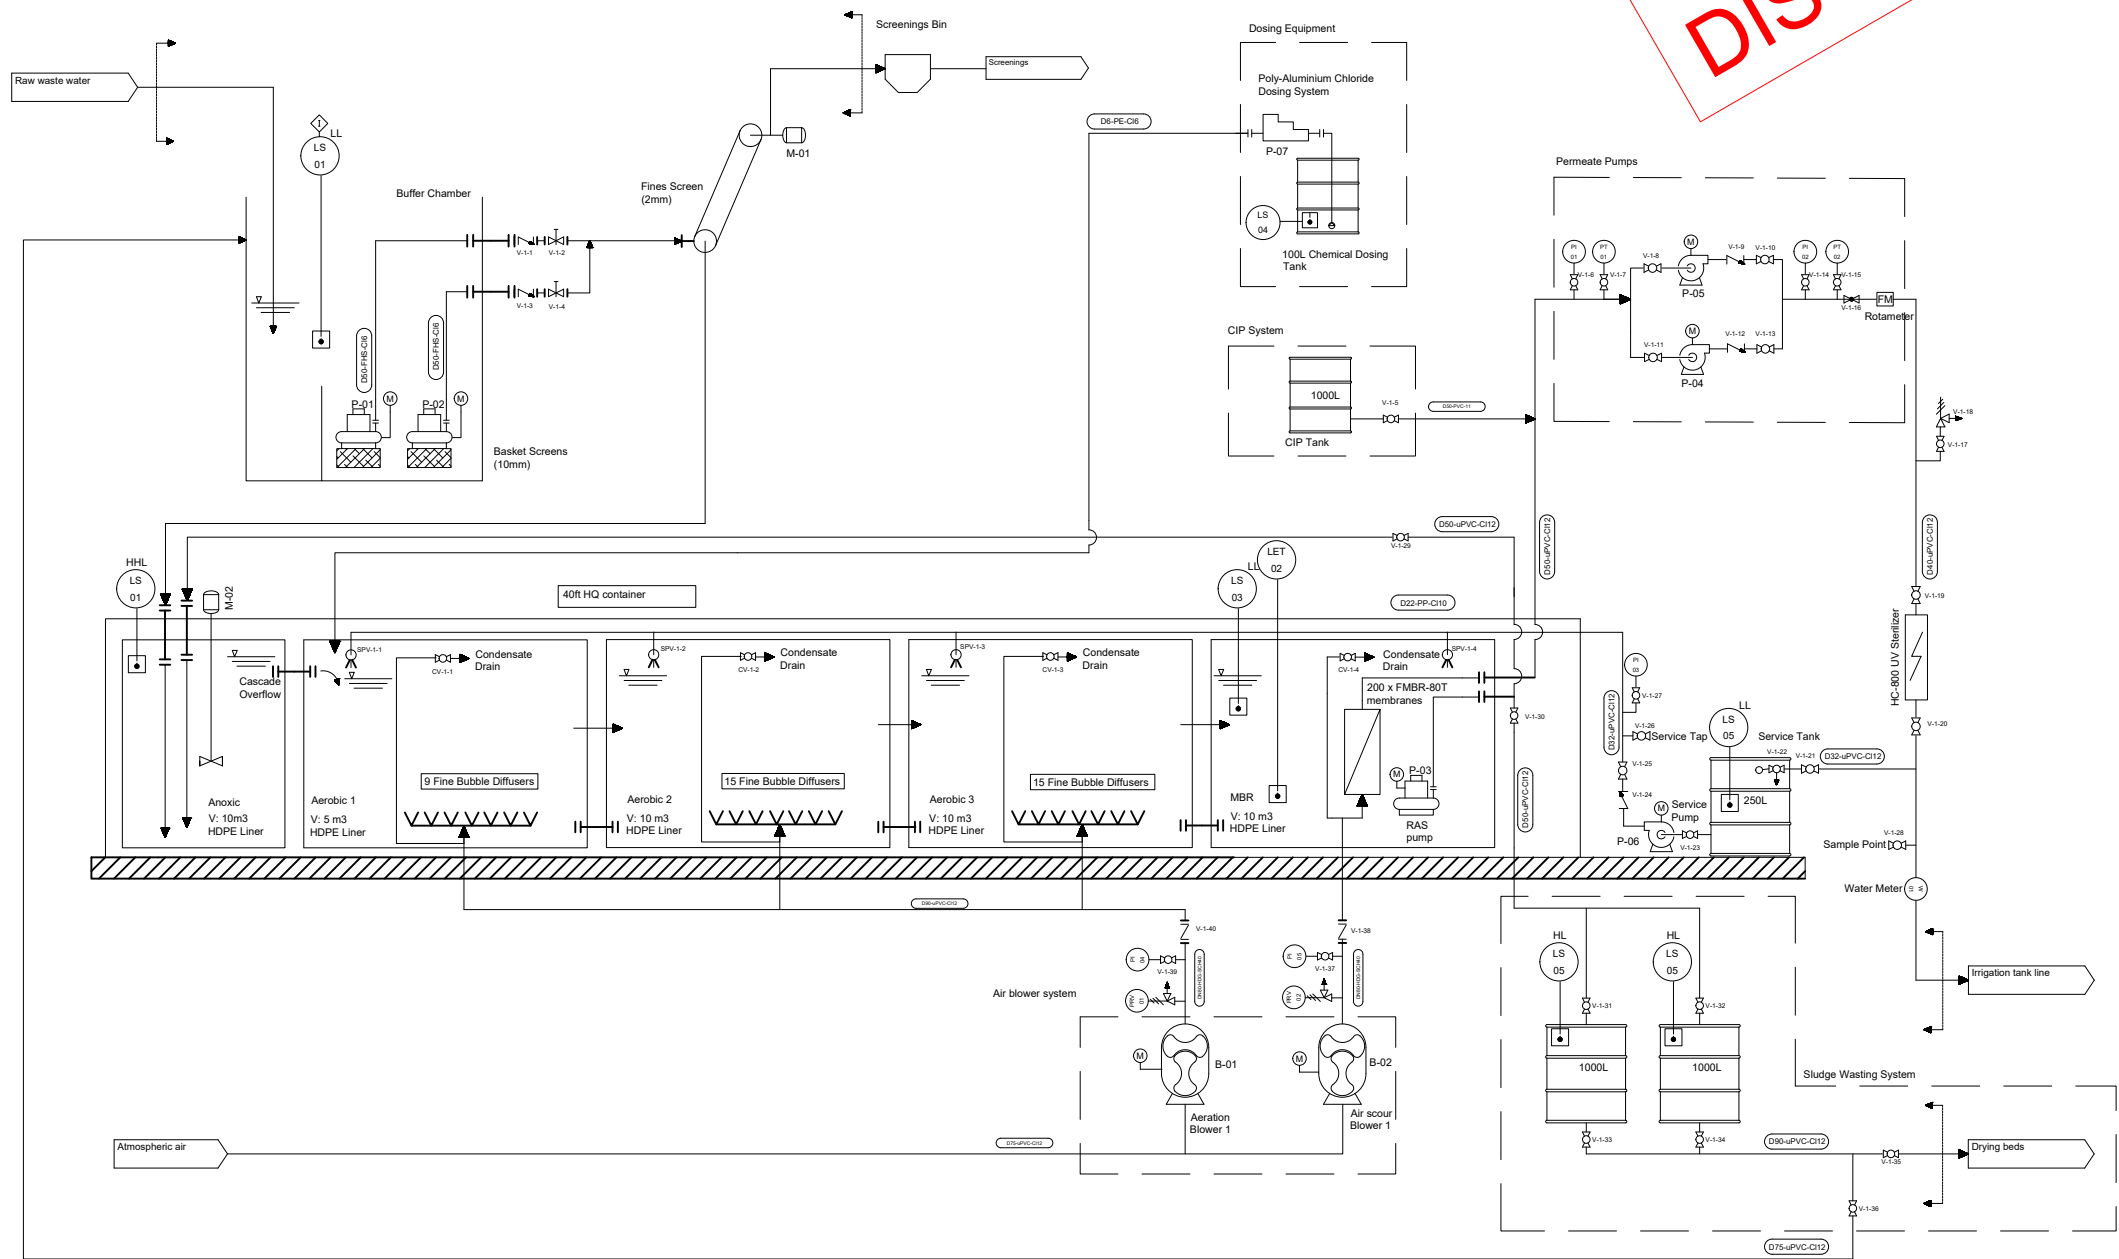 DIS
Screenings Bin
Raw waste water
Screenings
Dosing Equipment
Poly-Aluminium Chloride
Dosing System
D6-PE-Cl6
P-07
LS
04
100L Chemical Dosing
Tank
I
LL
LS
01
Buffer Chamber
Fines Screen
(2mm)
M-01
V-1-1
V-1-2
V-1-3
V-1-4
D50-FHS-Cl6
D50-FHS-Cl6
P-01
M
P-02
M
Basket Screens
(10mm)
Permeate Pumps
PI
01
PT
01
V-1-6
V-1-7
V-1-8
M
P-05
V-1-9
V-1-10
PI
02
PT
02
V-1-14
V-1-15
V-1-16
FM
Rotameter
V-1-11
M
P-04
V-1-12
V-1-13
CIP System
1000L
CIP Tank
V-1-5
D50-PVC-11
V-1-18
V-1-17
D50-uPVC-Cl12
V-1-29
D50-uPVC-Cl12
D40-uPVC-Cl12
V-1-19
HC-800 UV Sterilizer
V-1-20
HHL
LS
01
M-02
40ft HQ container
LL
LS
03
LET
02
D22-PP-Cl10
Cascade
Overflow
SPV-1-1
CV-1-1
Condensate
Drain
SPV-1-2
CV-1-2
Condensate
Drain
SPV-1-3
CV-1-3
Condensate
Drain
CV-1-4
Condensate
Drain
SPV-1-4
200 x FMBR-80T
membranes
V-1-30
9 Fine Bubble Diffusers
15 Fine Bubble Diffusers
15 Fine Bubble Diffusers
Anoxic
V: 10m3
HDPE Liner
Aerobic 1
V: 5 m3
HDPE Liner
Aerobic 2
V: 10 m3
HDPE Liner
Aerobic 3
V: 10 m3
HDPE Liner
MBR
V: 10 m3
HDPE Liner
M
P-03
RAS
pump
D50-uPVC-Cl12
PI
03
V-1-27
D32-uPVC-Cl12
V-1-26
Service Tap
V-1-25
V-1-24
M
Service
Pump
P-06
V-1-23
LL
LS
05
Service Tank
V-1-22
V-1-21
D32-uPVC-Cl12
250L
V-1-28
Sample Point
Water Meter
D90-uPVC-Cl12
V-1-40
V-1-38
PI
04
V-1-39
PRV
01
PI
05
V-1-37
PRV
02
Air blower system
M
B-01
Aeration
Blower 1
M
B-02
Air scour
Blower 1
HL
LS
05
HL
LS
05
V-1-31
V-1-32
1000L
1000L
V-1-33
V-1-34
Irrigation tank line
Sludge Wasting System
D90-uPVC-Cl12
V-1-35
Drying beds
V-1-36
D75-uPVC-Cl12
Atmospheric air
D75-uPVC-Cl12